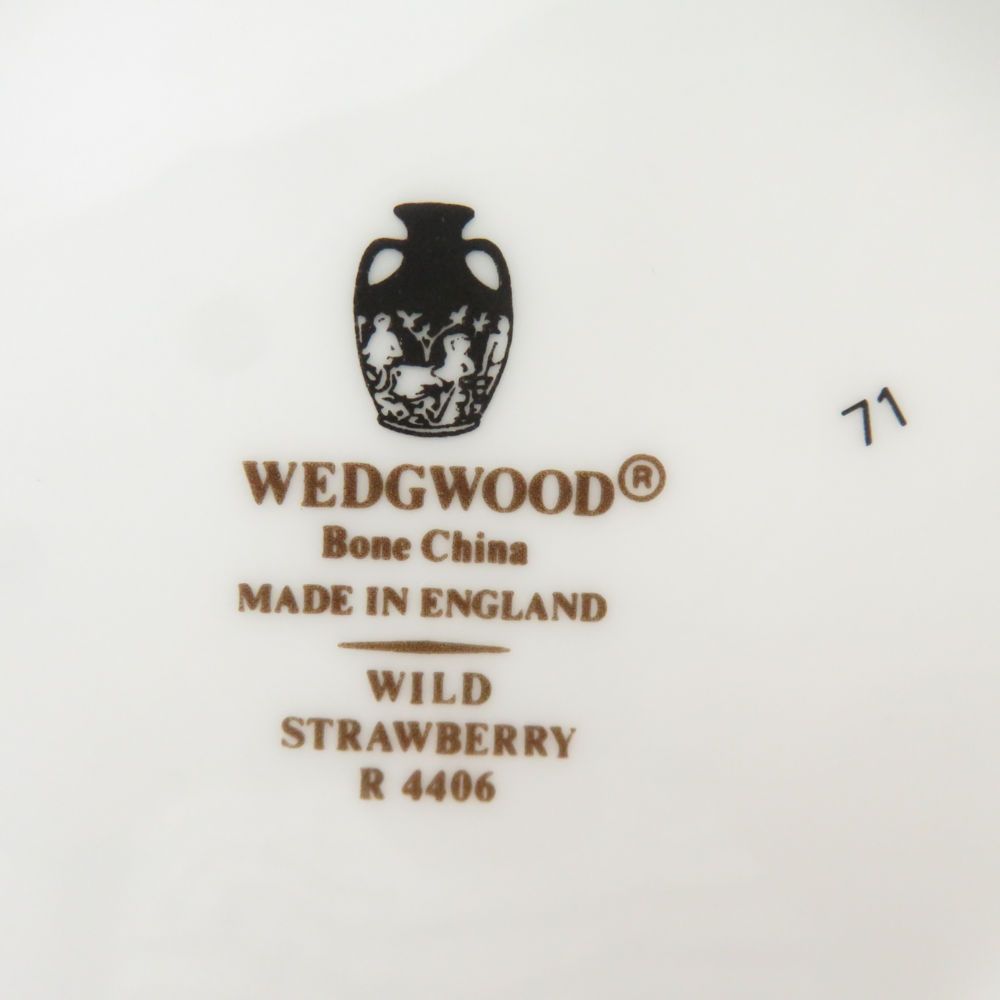 WEDGWOOD®
Bone China
MADE IN ENGLAND
WILD
STRAWBERRY
R 4406
71